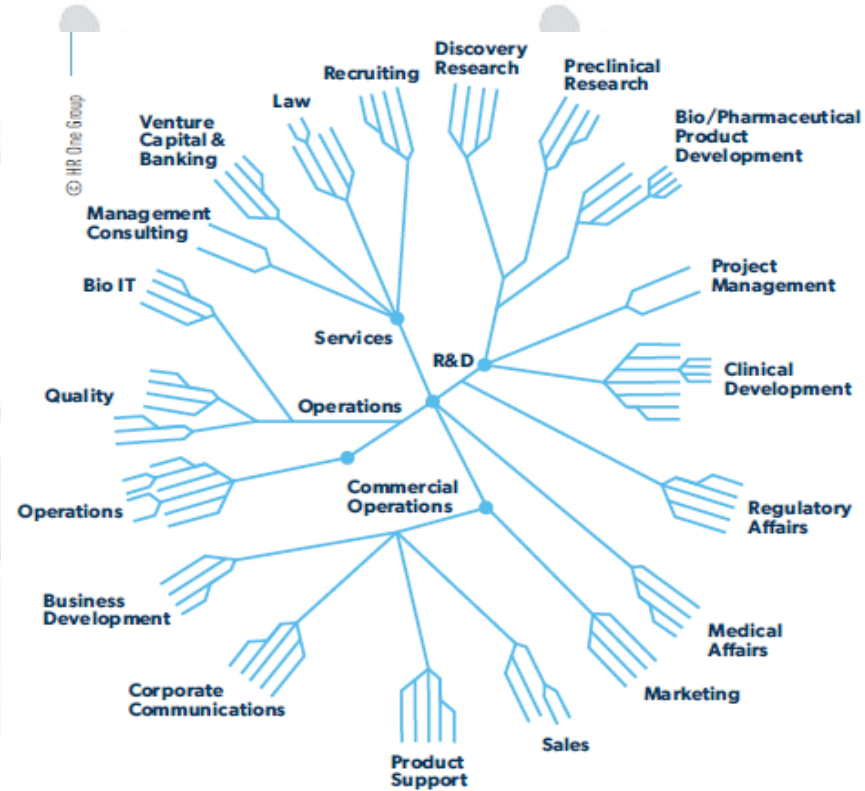 © HR One Group
Discovery
Research
Recruiting
Preclinical
Research
Law
Venture
Capital &
Banking
Bio/Pharmaceutical
Product
Development
Management
Consulting
Bio IT
Project
Management
Services
R&D
Clinical
Development
Quality
Operations
Commercial
Operations
Operations
Regulatory
Affairs
Business
Development
Medical
Affairs
Corporate
Communications
Marketing
Sales
Product
Support